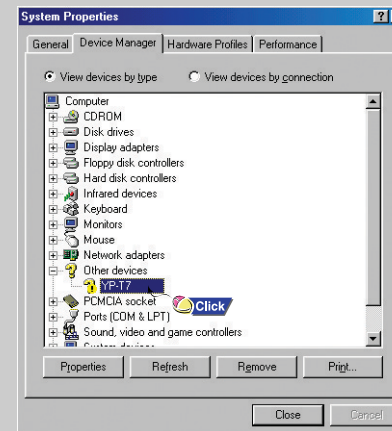 System Properties
General Device Manager Hardware Profiles Performance
View devices by type View devices by connection
Computer
CDROM
Disk drives
Display adapters
Floppy disk controllers
Hard disk controllers
Infrared devices
Keyboard
Monitors
Mouse
Network adapters
Other devices
YP-T7
PCMCIA socket
Click
Ports (COM & LPT)
Sound, video and game controllers
System devices
Properties Refresh Remove Print...
Close Cancel